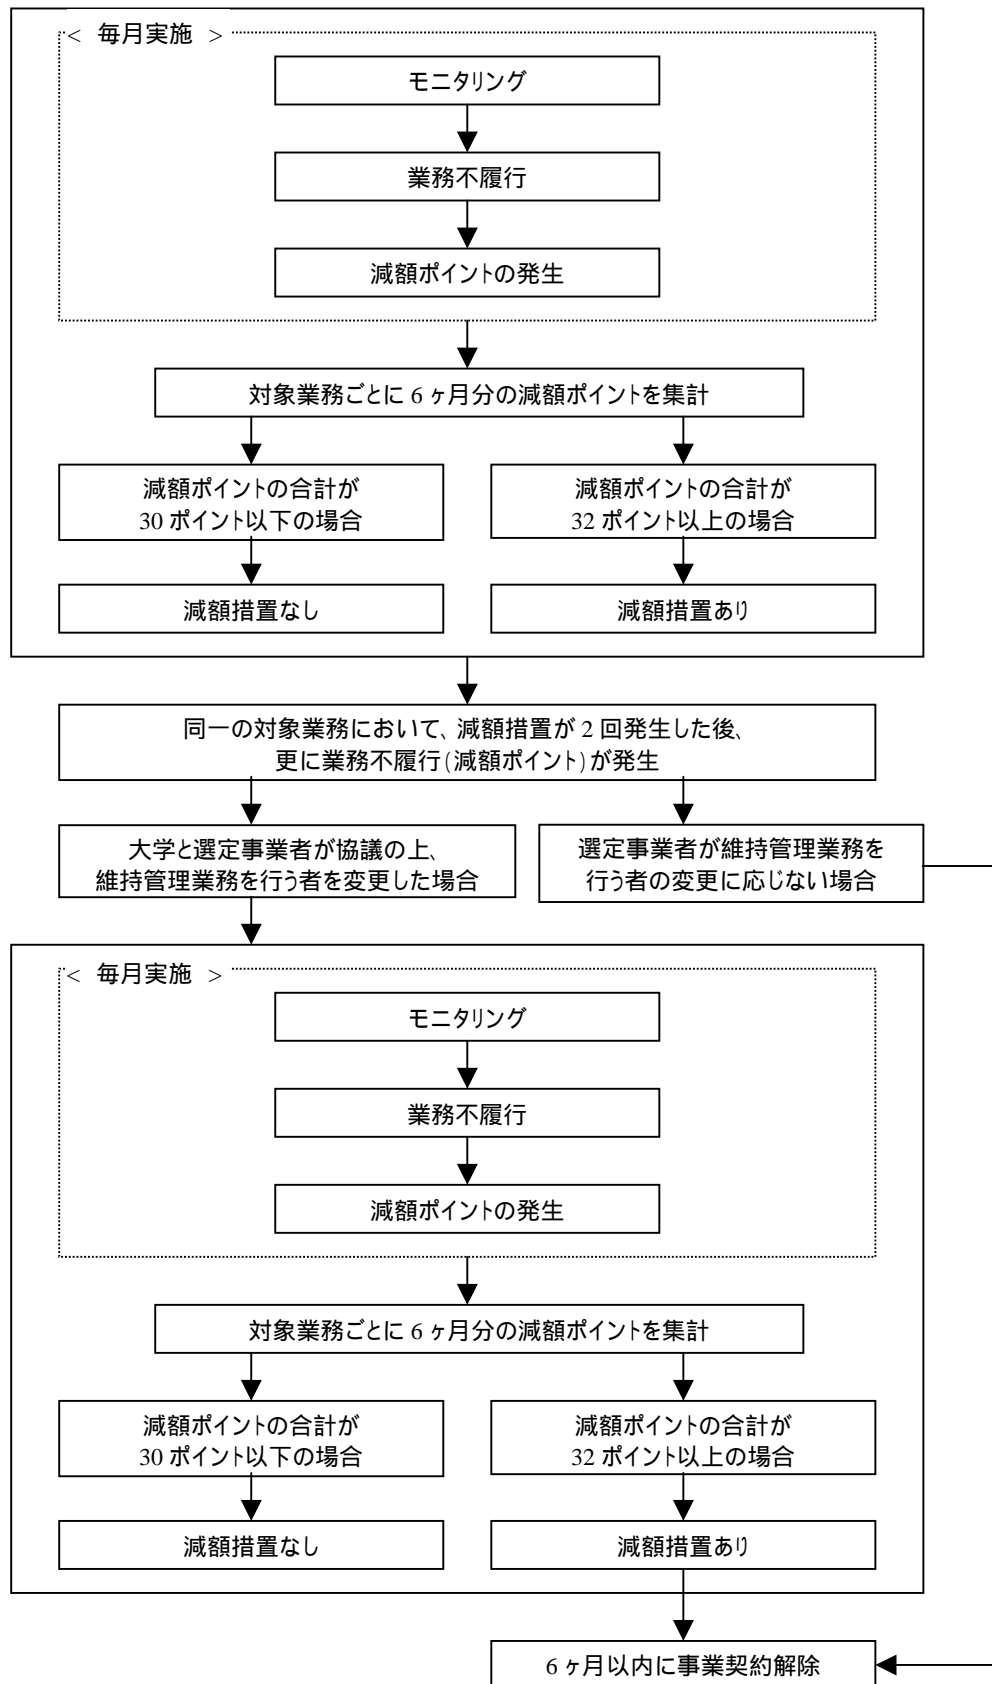 < 毎月実施 >
モニタリング
業務不履行
減額ポイントの発生
対象業務ごとに 6 ヶ月分の減額ポイントを集計
減額ポイントの合計が
30 ポイント以下の場合
減額ポイントの合計が
32 ポイント以上の場合
減額措置なし
減額措置あり
同一の対象業務において、減額措置が 2 回発生した後、
更に業務不履行(減額ポイント)が発生
大学と選定事業者が協議の上、
維持管理業務を行う者を変更した場合
選定事業者が維持管理業務を
行う者の変更に応じない場合
< 毎月実施 >
モニタリング
業務不履行
減額ポイントの発生
対象業務ごとに 6 ヶ月分の減額ポイントを集計
減額ポイントの合計が
30 ポイント以下の場合
減額ポイントの合計が
32 ポイント以上の場合
減額措置なし
減額措置あり
6 ヶ月以内に事業契約解除